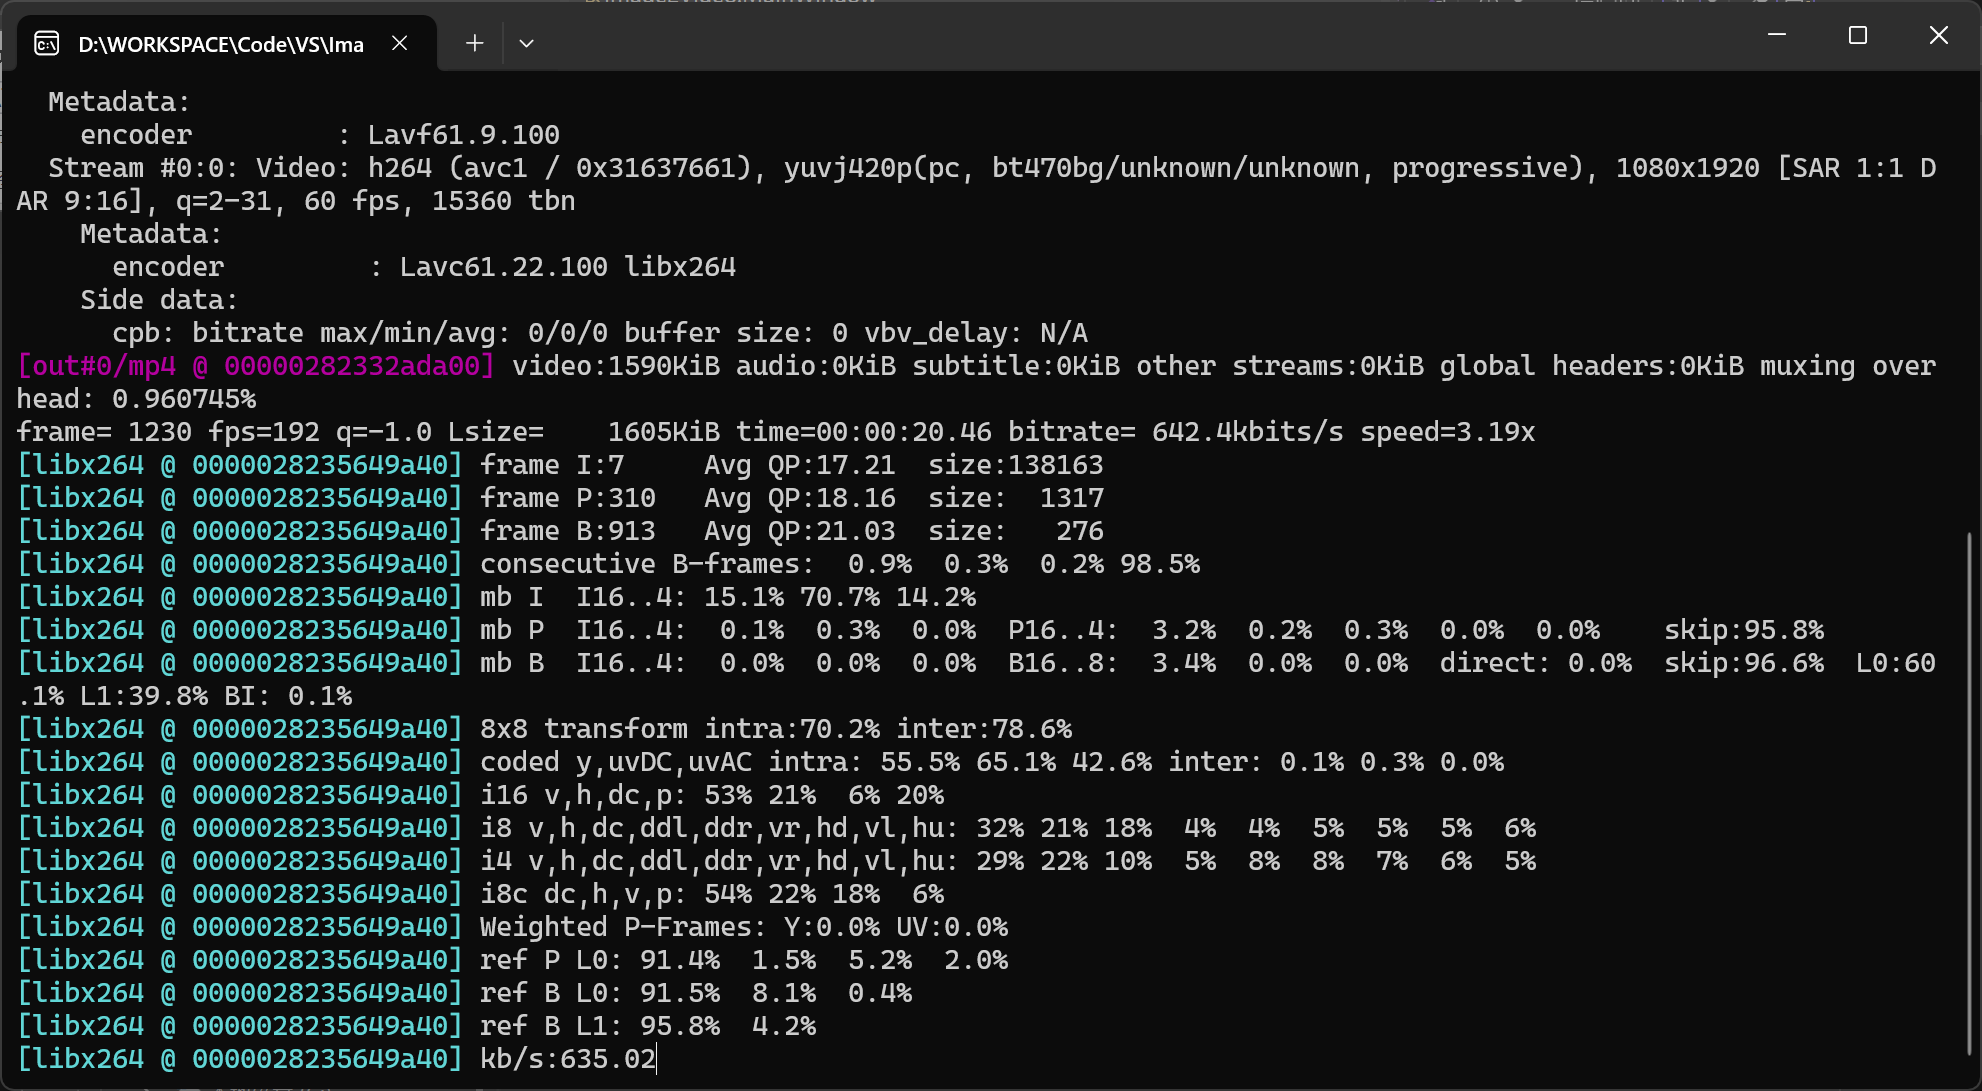 D:\WORKSPACE\Code\VS\Ima
Metadata:
encoder : Lavf61.9.100
Stream #0:0: Video: h264 (avc1 / 0x31637661), yuvj420p(pc, bt470bg/unknown/unknown, progressive), 1080x1920 [SAR 1:1 D
AR 9:16], q=2-31, 60 fps, 15360 tbn
Metadata:
encoder : Lavc61.22.100 libx264
Side data:
cpb: bitrate max/min/avg: 0/0/0 buffer size: 0 vbv_delay: N/A
[out#0/mp4 @ 00000282332ada00] video:1590KiB audio:0KiB subtitle:0KiB other streams:0KiB global headers:0KiB muxing over
head: 0.960745%
frame= 1230 fps=192 q=-1.0 Lsize=    1605KiB time=00:00:20.46 bitrate= 642.4kbits/s speed=3.19x
[libx264 @ 0000028235649a40] frame I:7     Avg QP:17.21  size:138163
[libx264 @ 0000028235649a40] frame P:310   Avg QP:18.16  size:  1317
[libx264 @ 0000028235649a40] frame B:913   Avg QP:21.03  size:   276
[libx264 @ 0000028235649a40] consecutive B-frames:  0.9%  0.3%  0.2% 98.5%
[libx264 @ 0000028235649a40] mb I  I16..4: 15.1% 70.7% 14.2%
[libx264 @ 0000028235649a40] mb P  I16..4:  0.1%  0.3%  0.0%  P16..4:  3.2%  0.2%  0.3%  0.0%  0.0%    skip:95.8%
[libx264 @ 0000028235649a40] mb B  I16..4:  0.0%  0.0%  0.0%  B16..8:  3.4%  0.0%  0.0%  direct: 0.0%  skip:96.6%  L0:60
.1% L1:39.8% BI: 0.1%
[libx264 @ 0000028235649a40] 8x8 transform intra:70.2% inter:78.6%
[libx264 @ 0000028235649a40] coded y,uvDC,uvAC intra: 55.5% 65.1% 42.6% inter: 0.1% 0.3% 0.0%
[libx264 @ 0000028235649a40] i16 v,h,dc,p: 53% 21%  6% 20%
[libx264 @ 0000028235649a40] i8 v,h,dc,ddl,ddr,vr,hd,vl,hu: 32% 21% 18%  4%  4%  5%  5%  5%  6%
[libx264 @ 0000028235649a40] i4 v,h,dc,ddl,ddr,vr,hd,vl,hu: 29% 22% 10%  5%  8%  8%  7%  6%  5%
[libx264 @ 0000028235649a40] i8c dc,h,v,p: 54% 22% 18%  6%
[libx264 @ 0000028235649a40] Weighted P-Frames: Y:0.0% UV:0.0%
[libx264 @ 0000028235649a40] ref P L0: 91.4%  1.5%  5.2%  2.0%
[libx264 @ 0000028235649a40] ref B L0: 91.5%  8.1%  0.4%
[libx264 @ 0000028235649a40] ref B L1: 95.8%  4.2%
[libx264 @ 0000028235649a40] kb/s:635.02